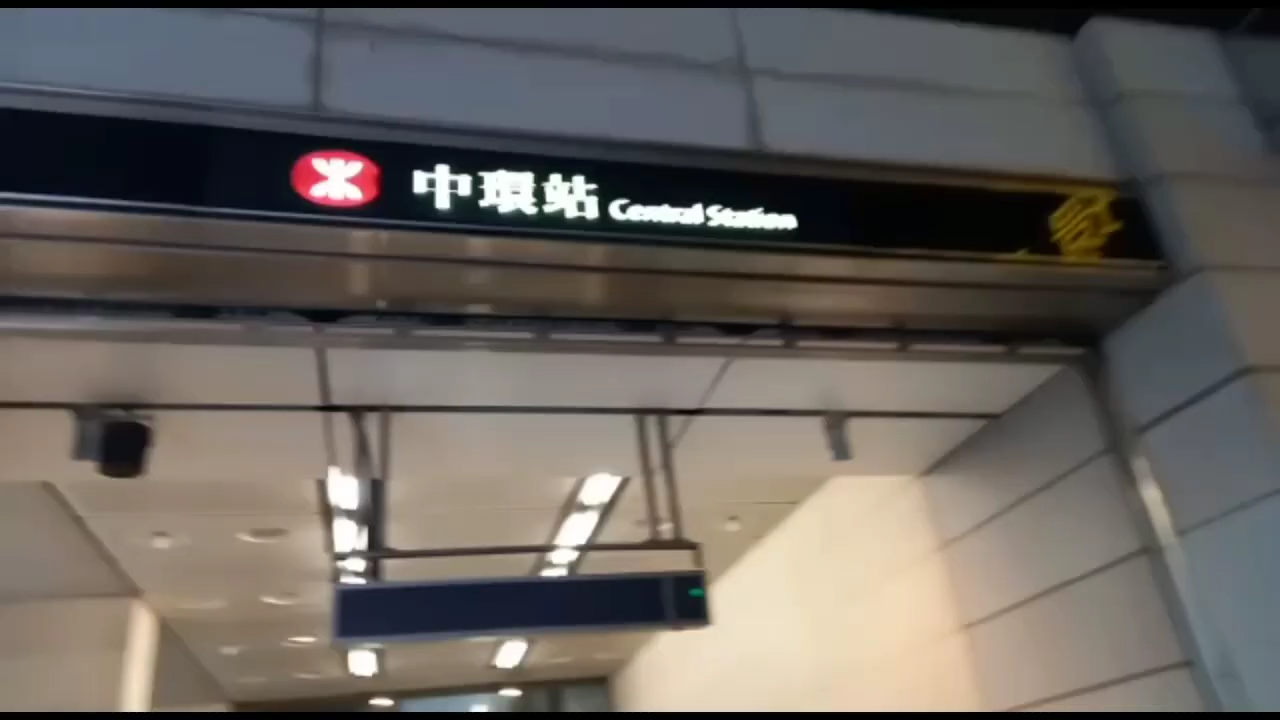 中環站 Central Station